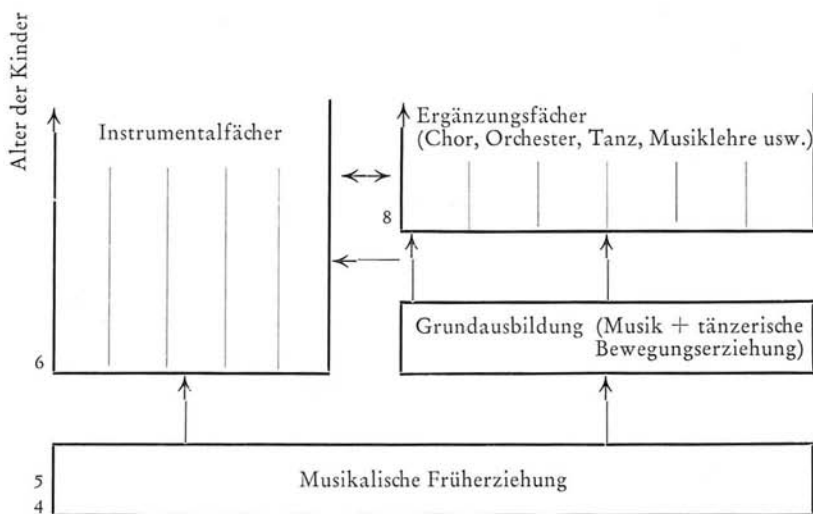 Alter der Kinder
Instrumentalfächer
Ergänzungsfächer
(Chor, Orchester, Tanz, Musiklehre usw.)
8
Grundausbildung (Musik + tänzerische
Bewegungserziehung)
6
Musikalische Früherziehung
5
4